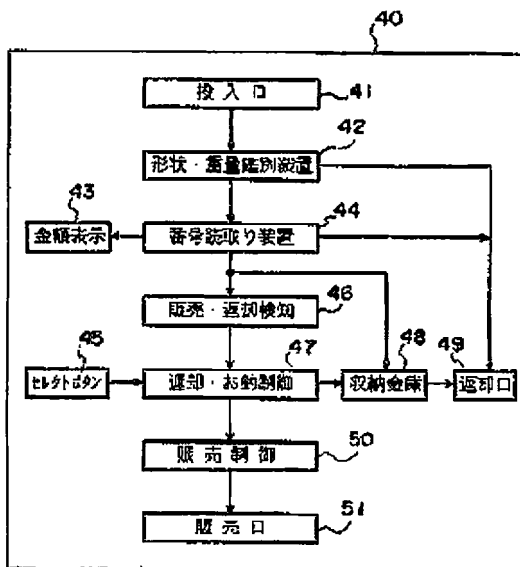 40
投入口
41
形状・重量鑑別装置
42
43
金額表示
番号読取り装置
44
販売・返却検知
46
45
セレクトボタン
返却・お釣制御
47
収納金庫
48
返却口
49
販売制御
50
販売口
51